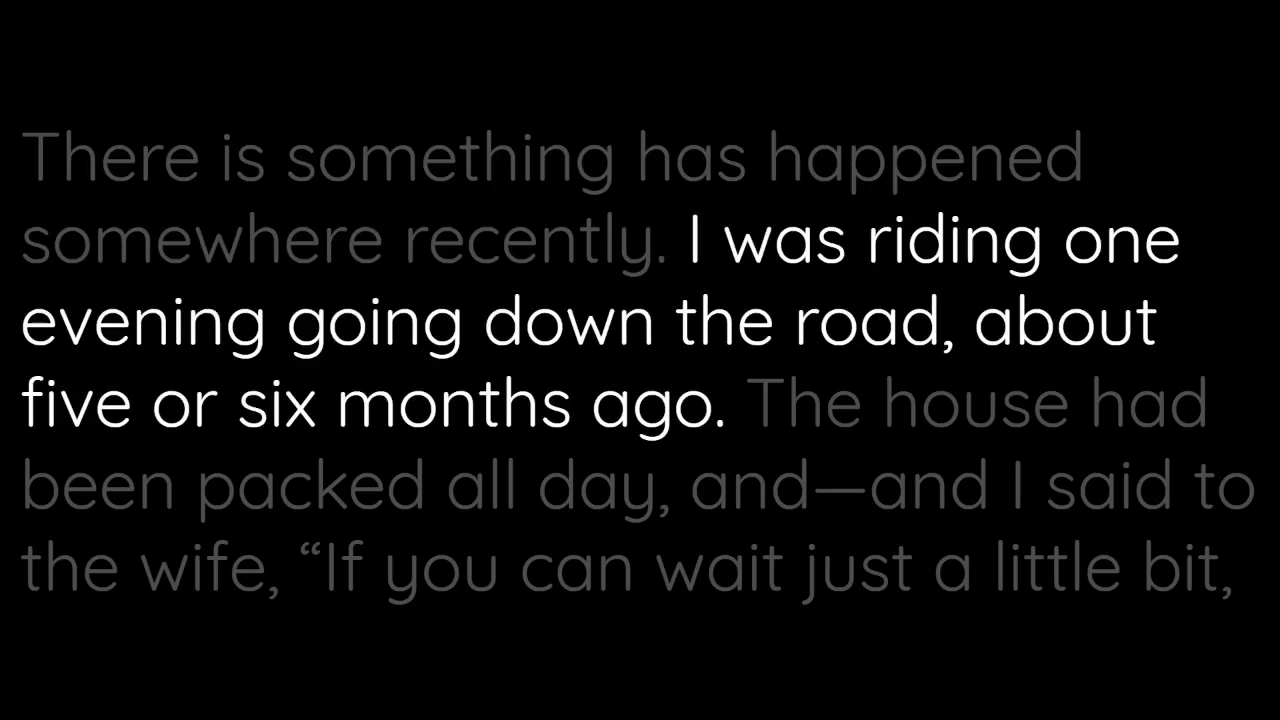 There is something has happened
somewhere recently. I was riding one
evening going down the road, about
five or six months ago. The house had
been packed all day, and—and I said to
the wife, “If you can wait just a little bit,